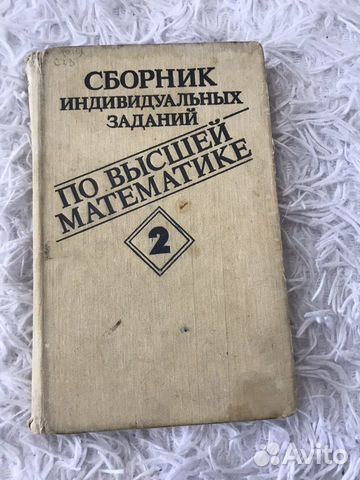 СБОРНИК
ИНДИВИДУАЛЬНЫХ
ЗАДАНИЙ
ПО ВЫСШЕЙ
МАТЕМАТИКЕ
2
Avito